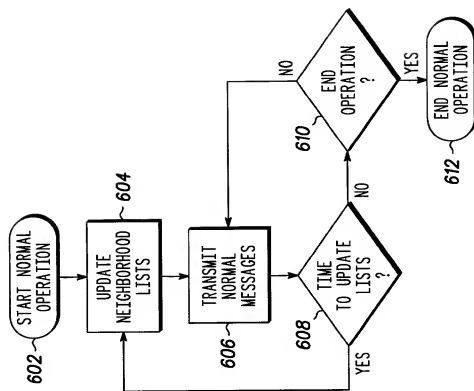 START NORMAL
OPERATION
602
UPDATE
NEIGHBORHOOD
LISTS
604
TRANSMIT
NORMAL
MESSAGES
606
TIME
TO UPDATE
LISTS
?
608
YES
NO
END
OPERATION
?
610
NO
YES
END NORMAL
OPERATION
612